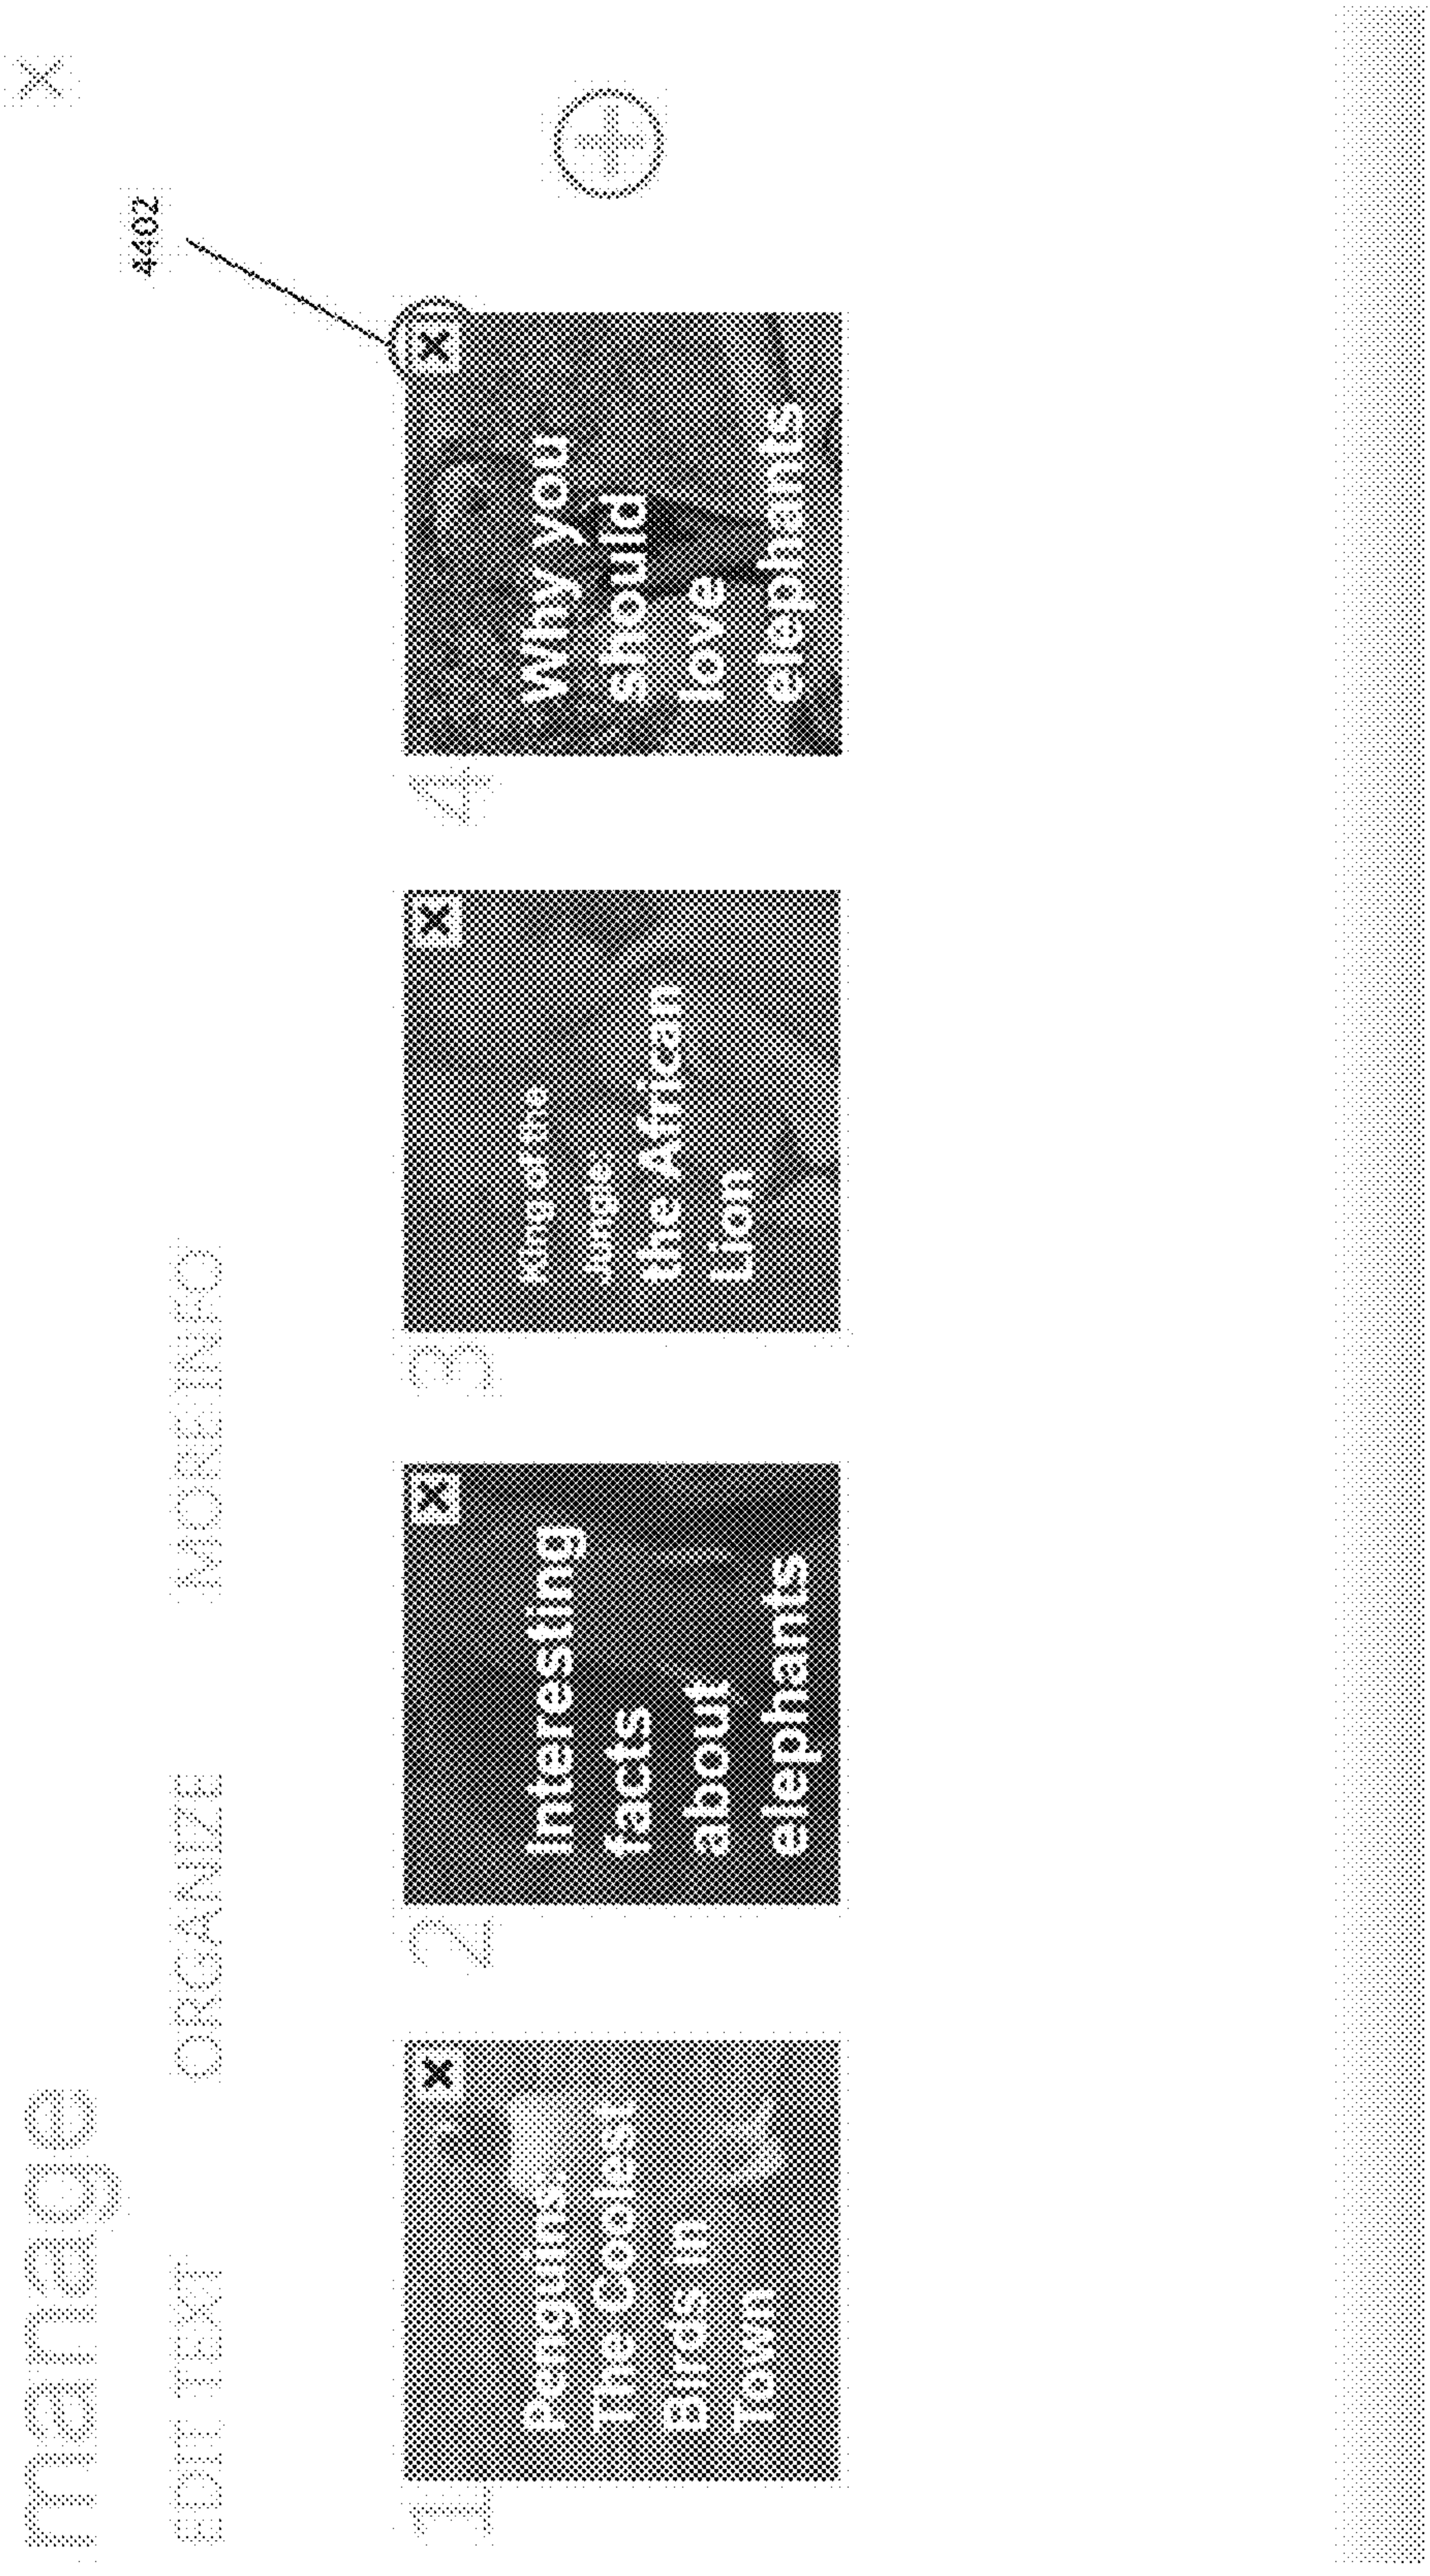 manage
EDIT TEXT
ORGANIZE
MORE INFO
X
4402
1
Penguins:
The Coolest
Birds in
Town
X
2
Interesting
facts
about
elephants
X
3
King of the
Jungle:
the African
Lion
X
4
Why you
should
love
elephants
X
+